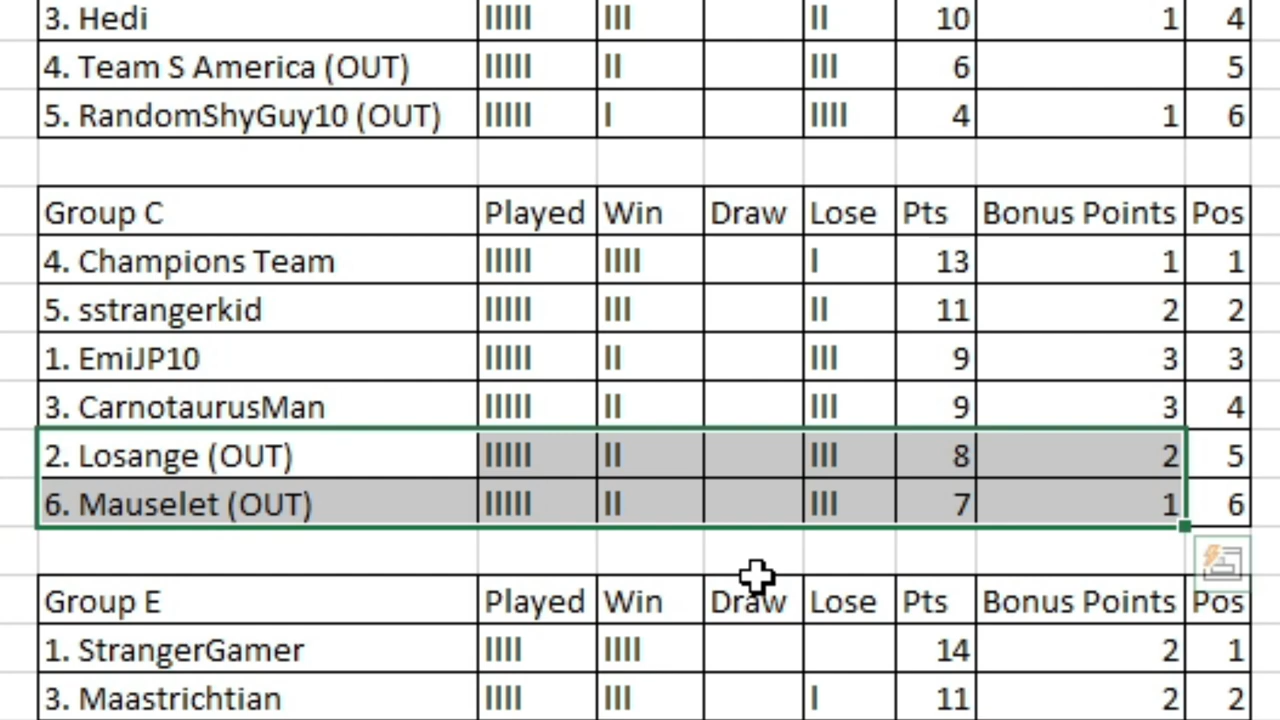 3. Hedi IIIII III II 10 1 4
4. Team S America (OUT) IIIII II III 6 5
5. RandomShyGuy10 (OUT) IIIII I IIII 4 1 6
Group C Played Win Draw Lose Pts Bonus Points Pos
4. Champions Team IIIII IIII I 13 1 1
5. sstrangerkid IIIII III II 11 2 2
1. EmiJP10 IIIII II III 9 3 3
3. CarnotaurusMan IIIII II III 9 3 4
2. Losange (OUT) IIIII II III 8 2 5
6. Mauselet (OUT) IIIII II III 7 1 6
Group E Played Win Draw Lose Pts Bonus Points Pos
1. StrangerGamer IIII IIII 14 2 1
3. Maastrichtian IIII III I 11 2 2